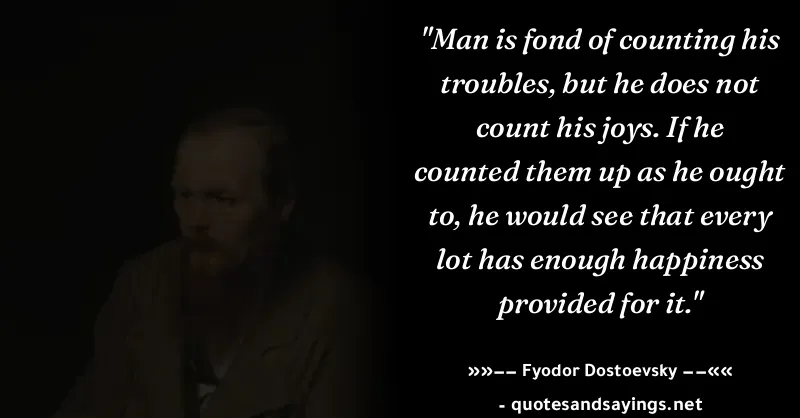 "Man is fond of counting his
troubles, but he does not
count his joys. If he
counted them up as he ought
to, he would see that every
lot has enough happiness
provided for it."
»»−− Fyodor Dostoevsky −−««
- quotesandsayings.net